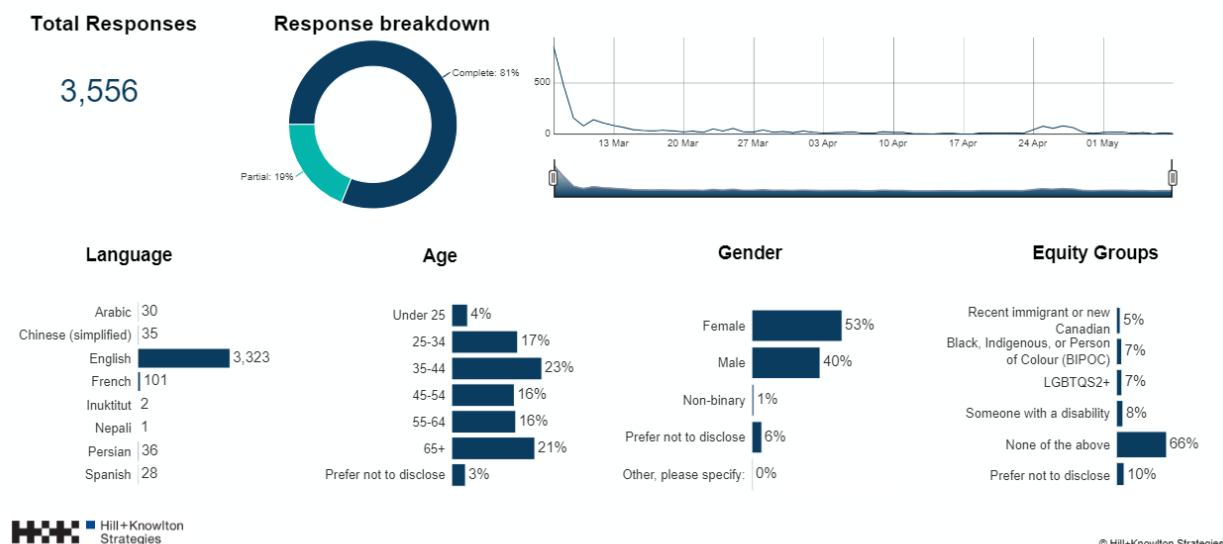 Total Responses
3,556
Response breakdown
Complete: 81%
Partial: 19%
500
0
13 Mar
20 Mar
27 Mar
03 Apr
10 Apr
17 Apr
24 Apr
01 May
Language
Arabic 30
Chinese (simplified) 35
English 3,323
French 101
Inuktitut 2
Nepali 1
Persian 36
Spanish 28
Age
Under 25 4%
25-34 17%
35-44 23%
45-54 16%
55-64 16%
65+ 21%
Prefer not to disclose 3%
Gender
Female 53%
Male 40%
Non-binary 1%
Prefer not to disclose 6%
Other, please specify: 0%
Equity Groups
Recent immigrant or new
Canadian 5%
Black, Indigenous, or Person
of Colour (BIPOC) 7%
LGBTQS2+ 7%
Someone with a disability 8%
None of the above 66%
Prefer not to disclose 10%
Hill+Knowlton
Strategies
© Hill+Knowlton Strategies